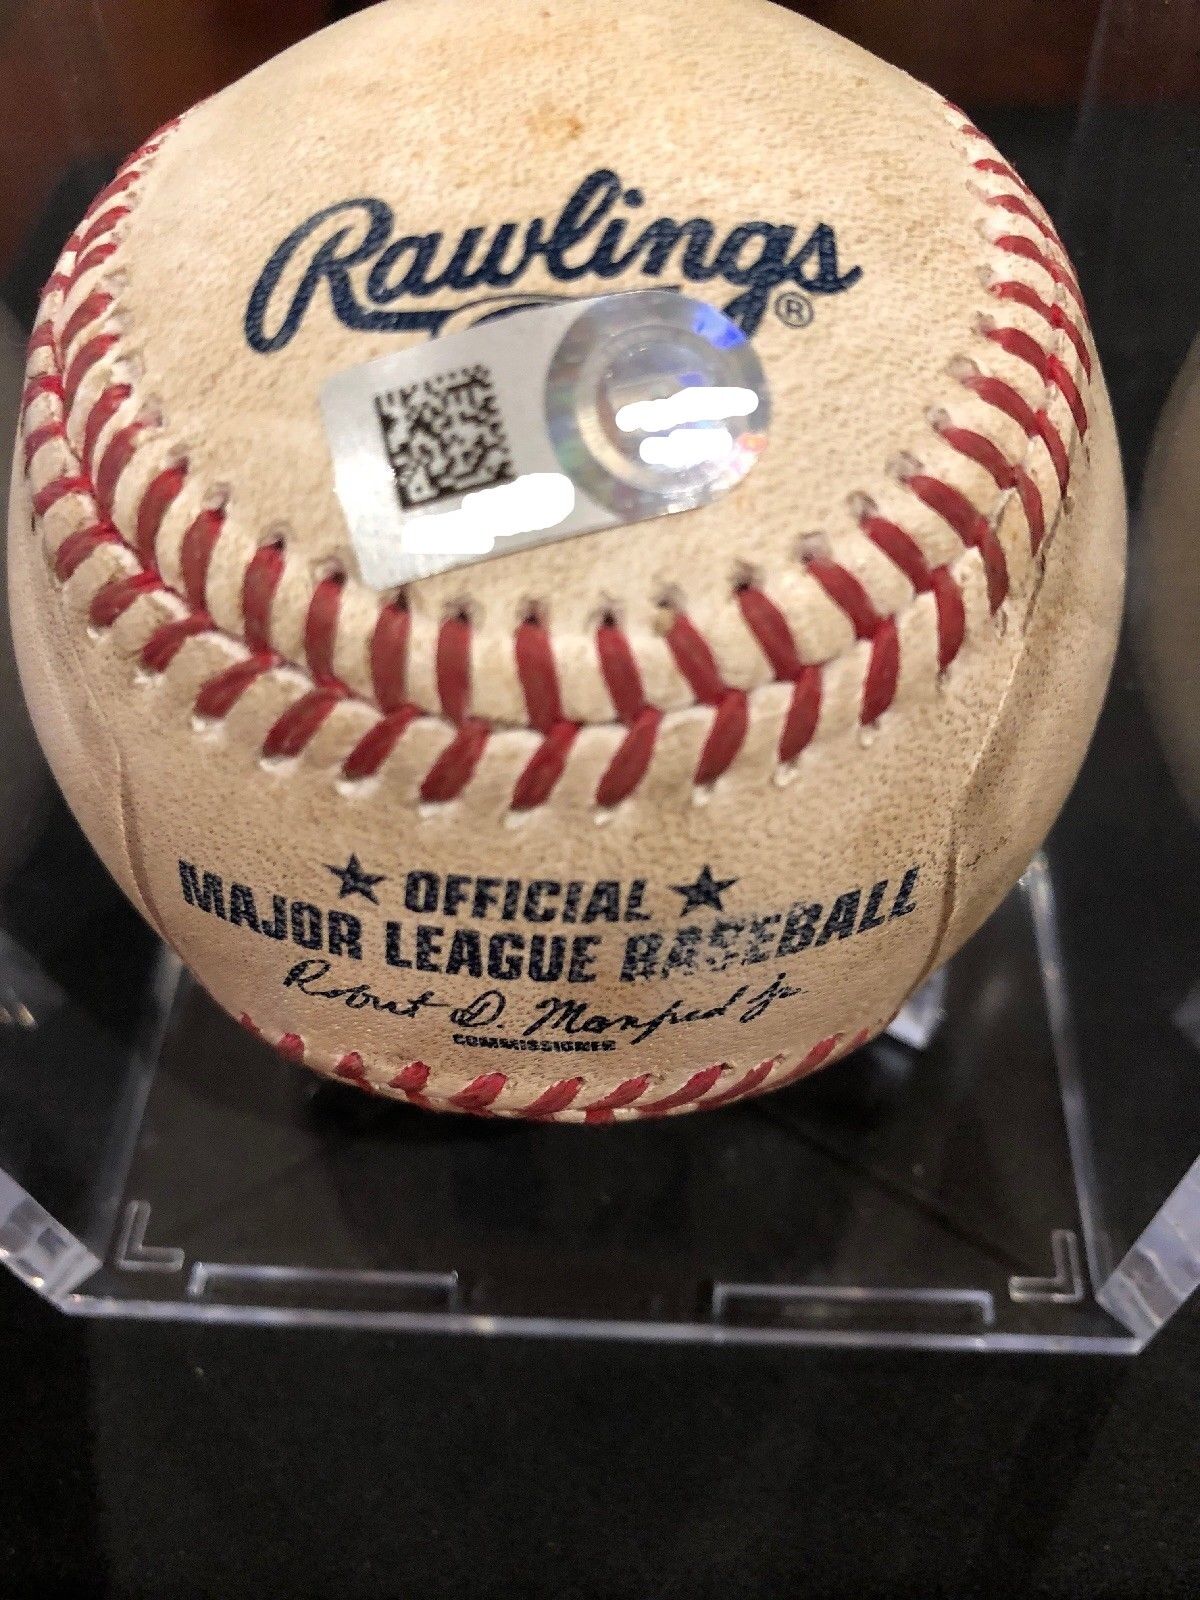 Rawlings®
★ OFFICIAL ★
MAJOR LEAGUE BASEBALL
Robert D. Manfred Jr.
COMMISSIONER